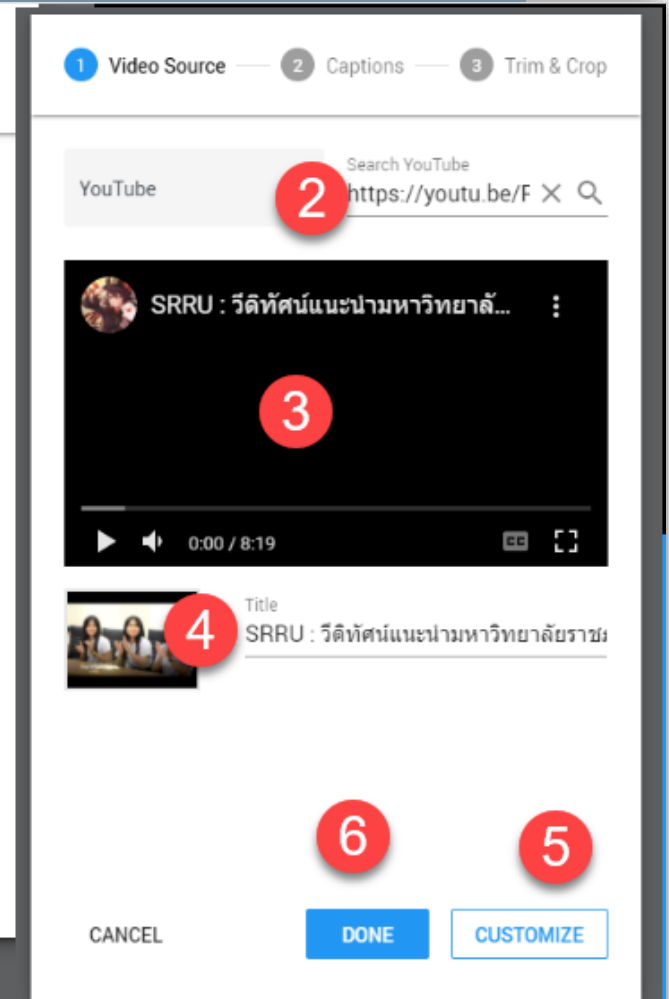 1 Video Source 2 Captions 3 Trim & Crop
Search YouTube
YouTube 2 https://youtu.be/F
SRRU : วีดิทัศน์แนะนำมหาวิทยาลั...
3
0:00 / 8:19 CC
Title
4 SRRU : วีดิทัศน์แนะนำมหาวิทยาลัยราชภ
6 5
CANCEL DONE CUSTOMIZE